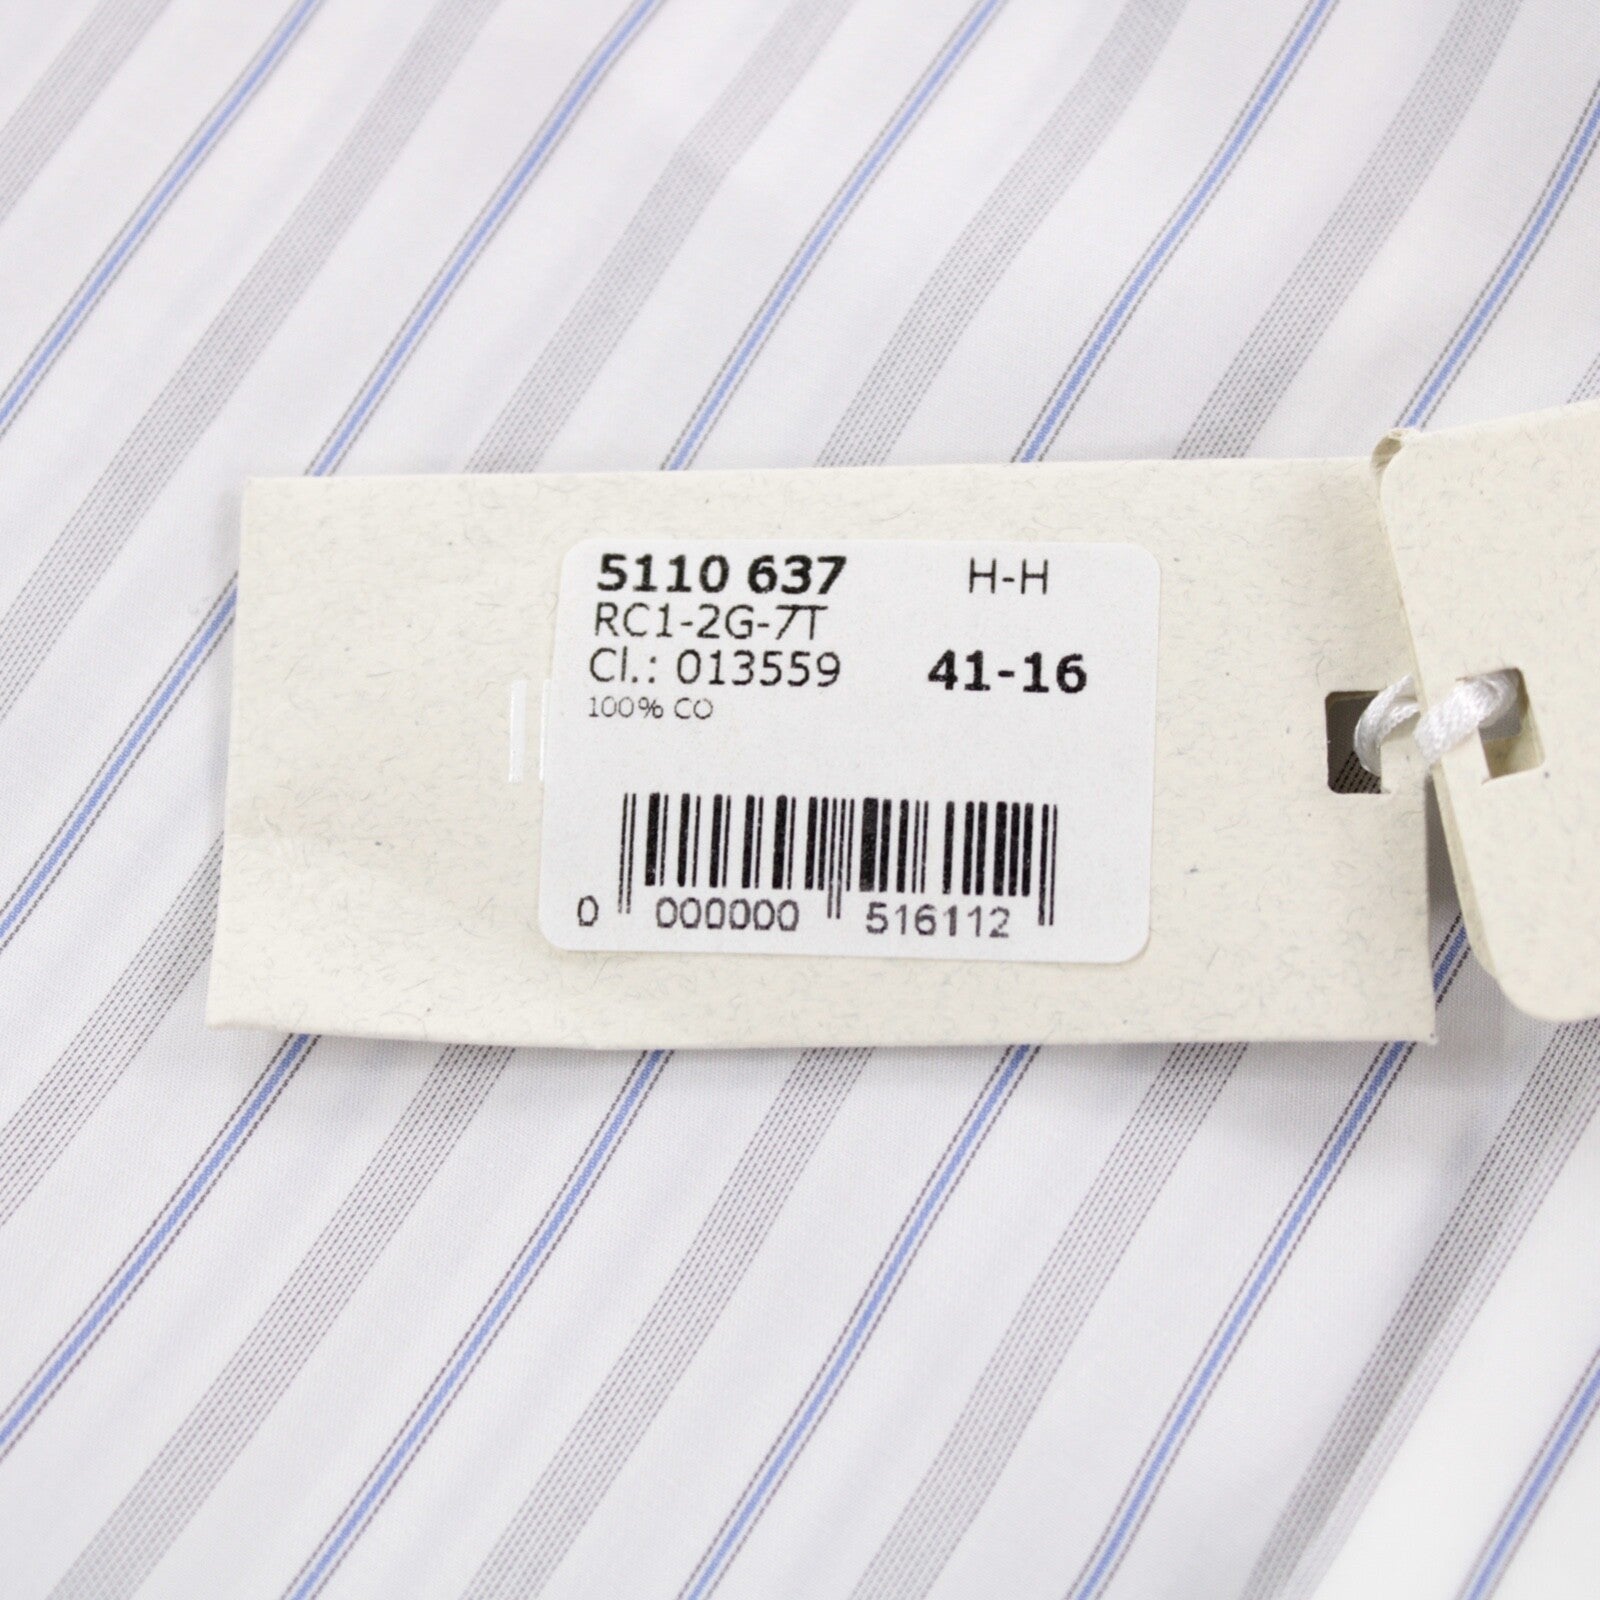 5110 637 H-H
RC1-2G-7T
Cl.: 013559 41-16
100% CO
0 000000 516112